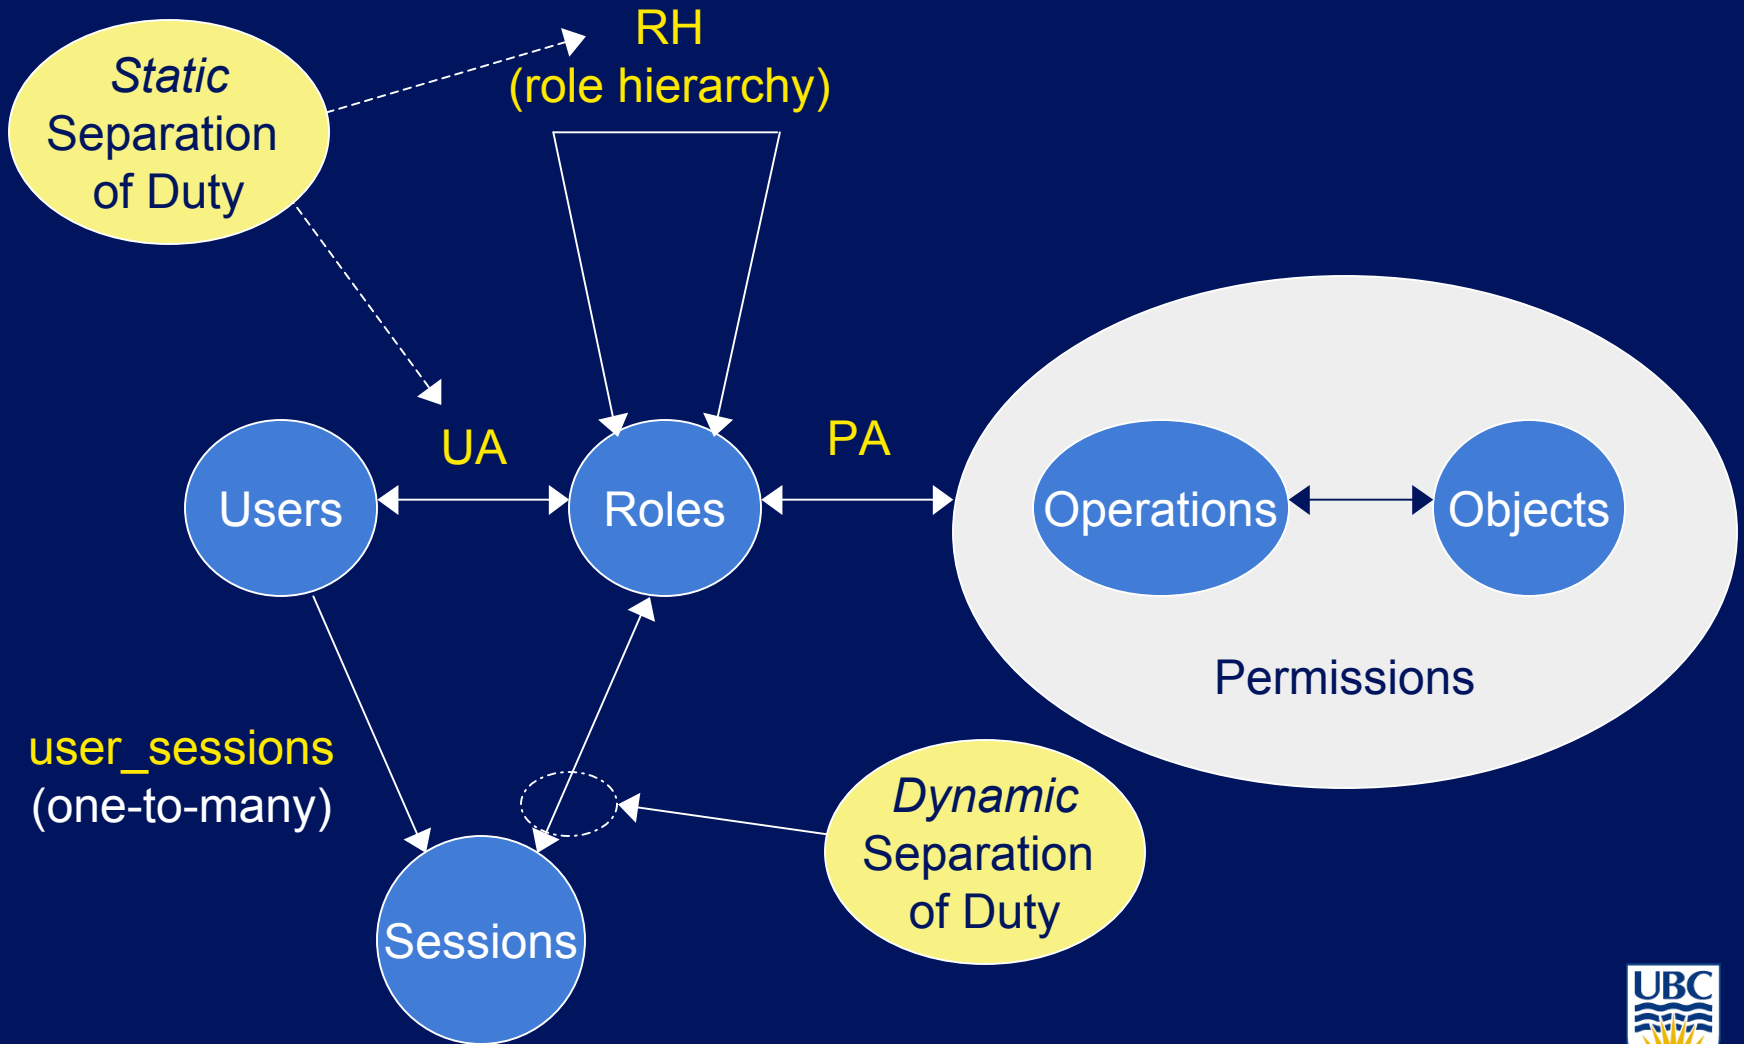 Static
Separation
of Duty
RH
(role hierarchy)
UA
PA
Users
Roles
Operations
Objects
Permissions
user_sessions
(one-to-many)
Sessions
Dynamic
Separation
of Duty
UBC